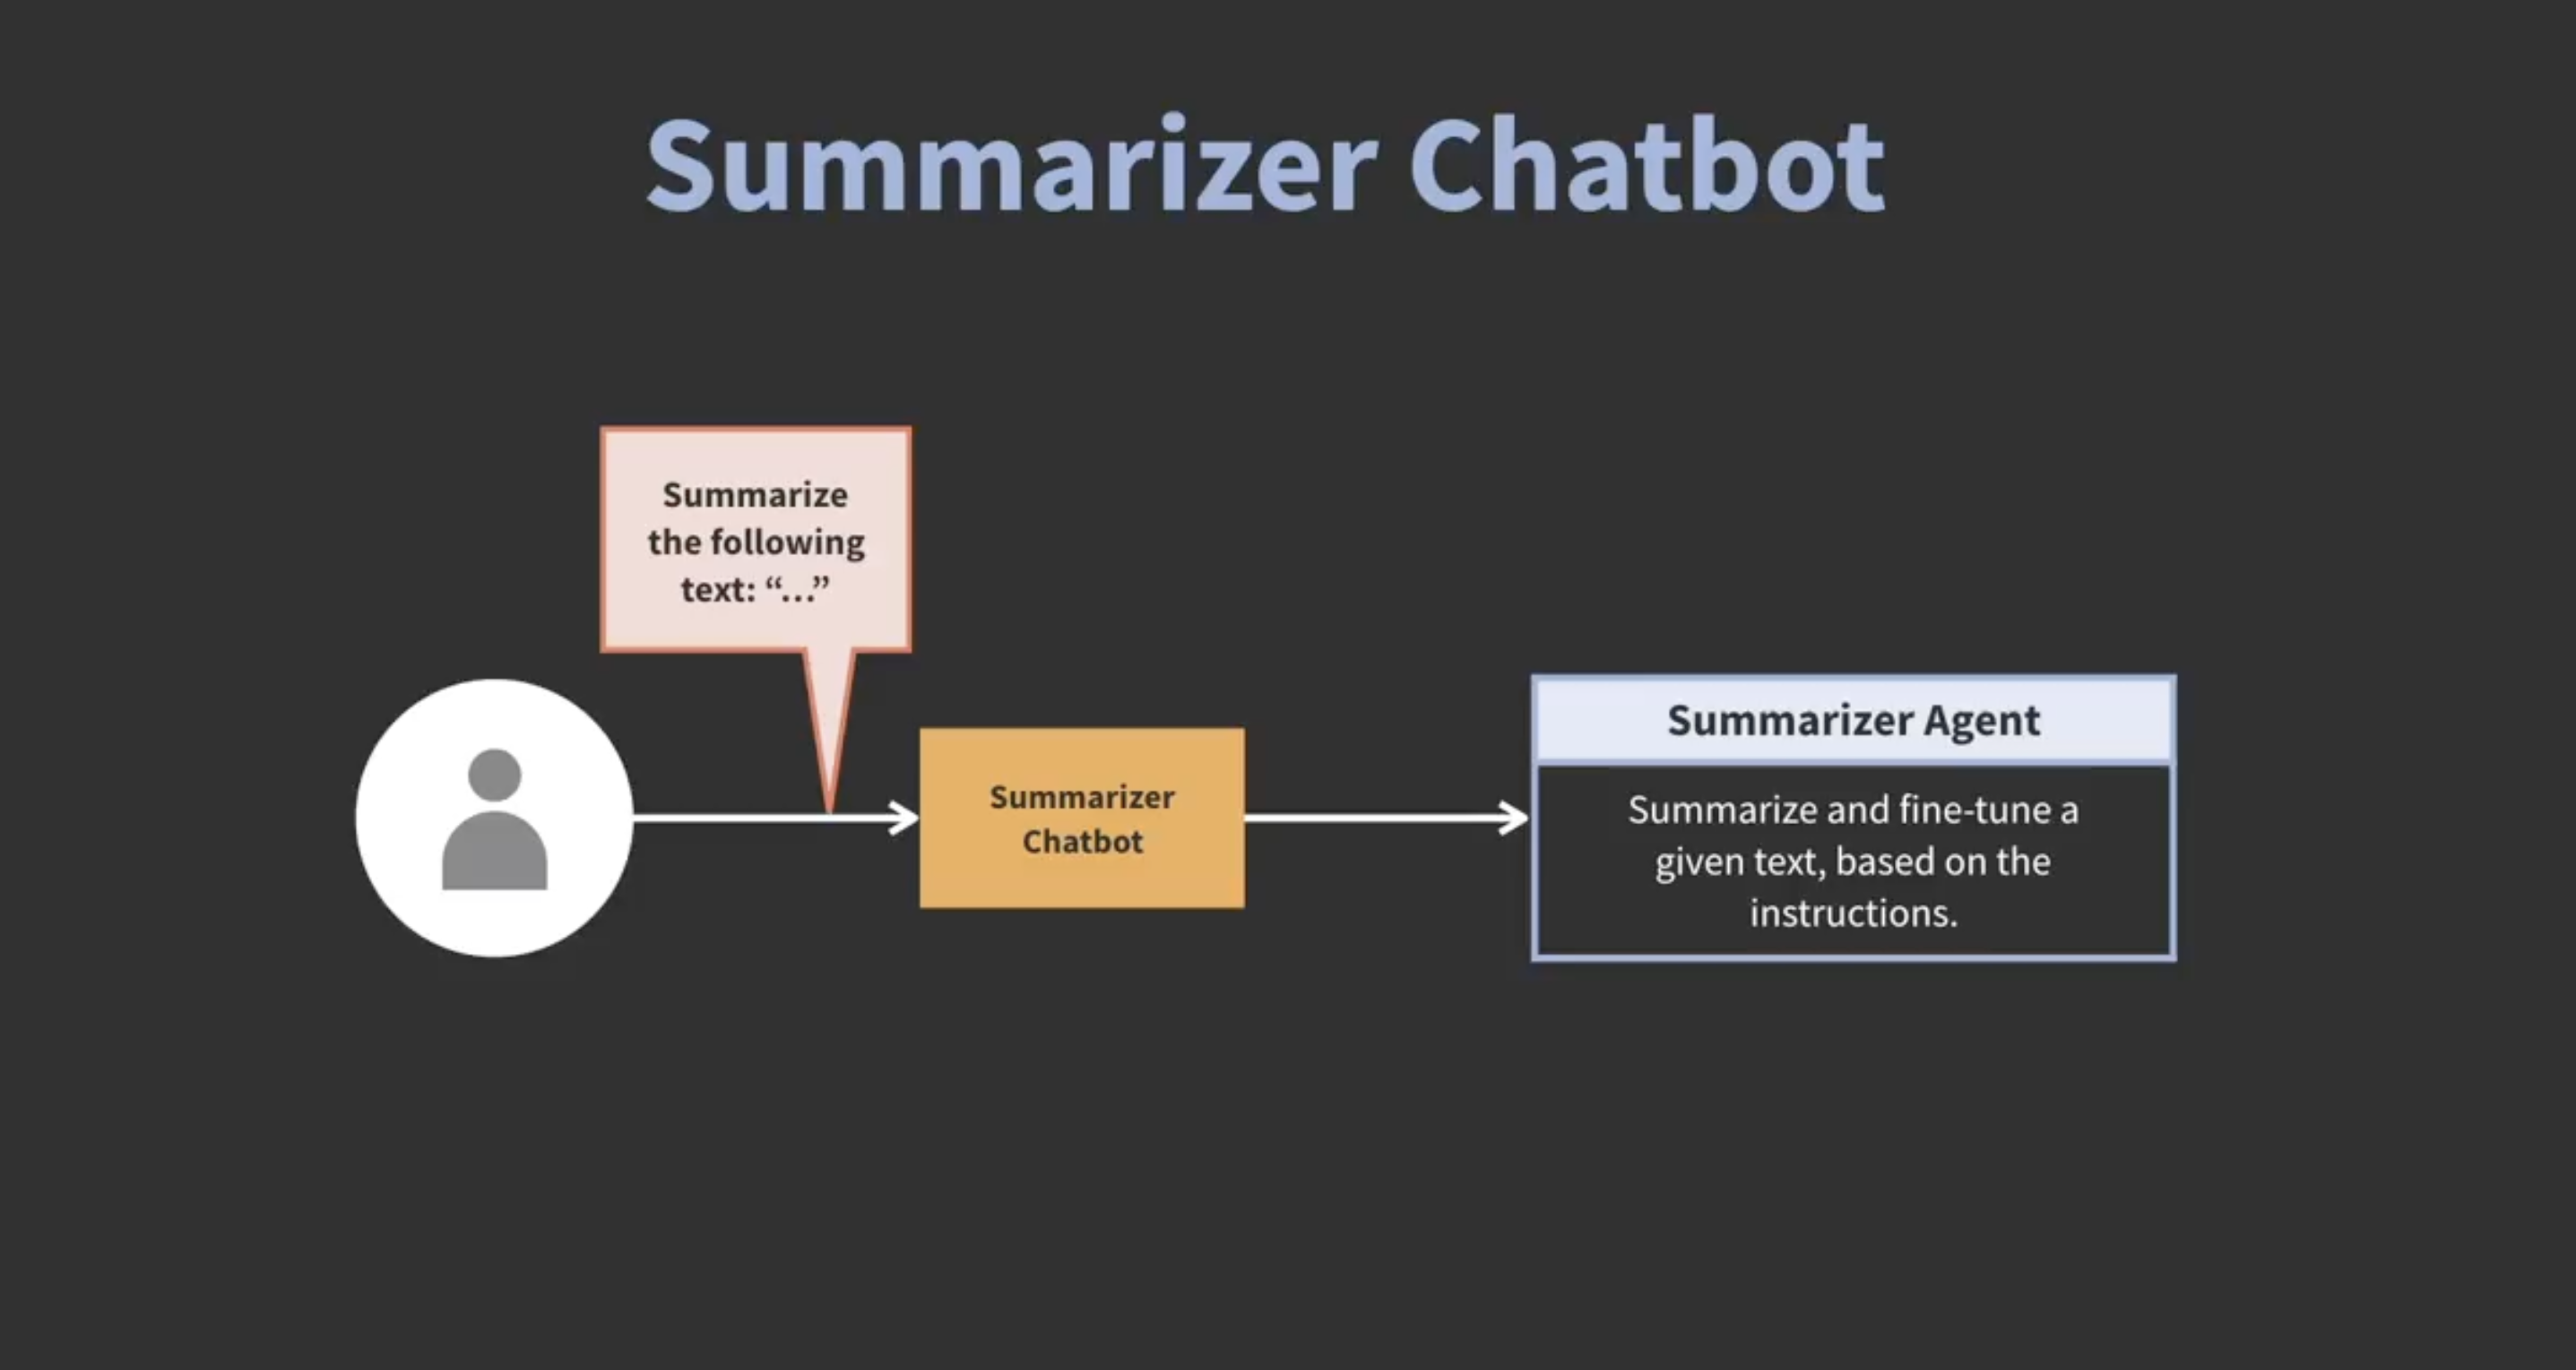 Summarizer Chatbot
Summarize
the following
text: “...”
Summarizer
Chatbot
Summarizer Agent
Summarize and fine-tune a
given text, based on the
instructions.